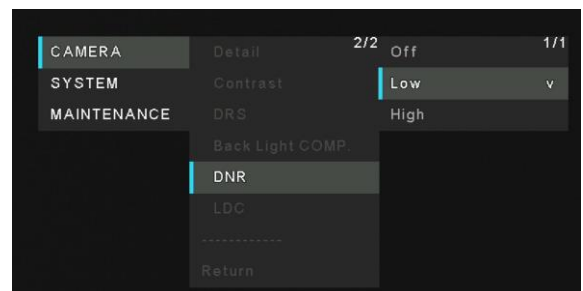 CAMERA
SYSTEM
MAINTENANCE
2/2
Detail
Contrast
DRS
Back Light COMP.
DNR
LDC
------------
Return
1/1
Off
Low v
High